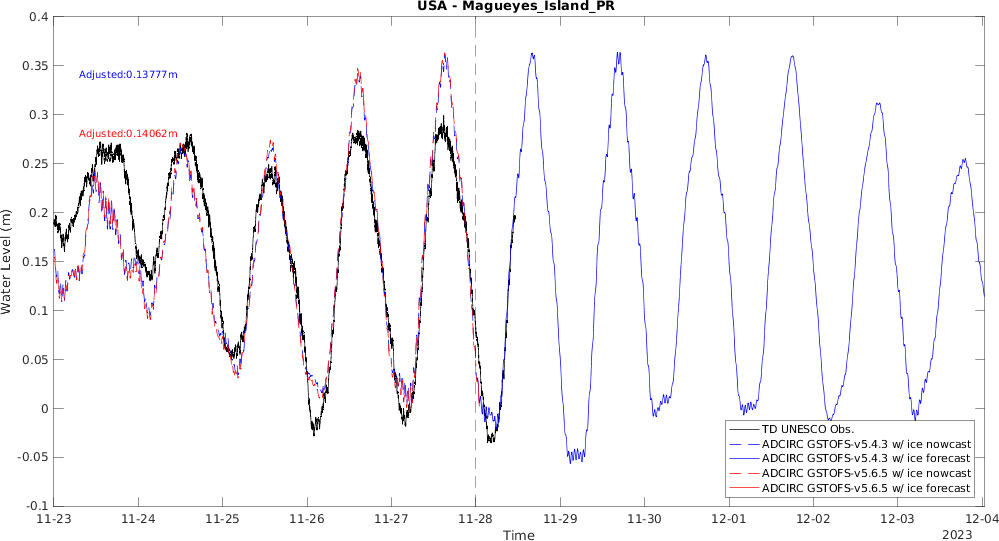 USA - Magueyes_Island_PR
0.4
0.35
0.3
0.25
0.2
0.15
0.1
0.05
0
-0.05
-0.1
Water Level (m)
Adjusted:0.13777m
Adjusted:0.14062m
TD UNESCO Obs.
ADCIRC GSTOFS-v5.4.3 w/ ice nowcast
ADCIRC GSTOFS-v5.4.3 w/ ice forecast
ADCIRC GSTOFS-v5.6.5 w/ ice nowcast
ADCIRC GSTOFS-v5.6.5 w/ ice forecast
11-23 11-24 11-25 11-26 11-27 11-28 11-29 11-30 12-01 12-02 12-03 12-04
Time
2023